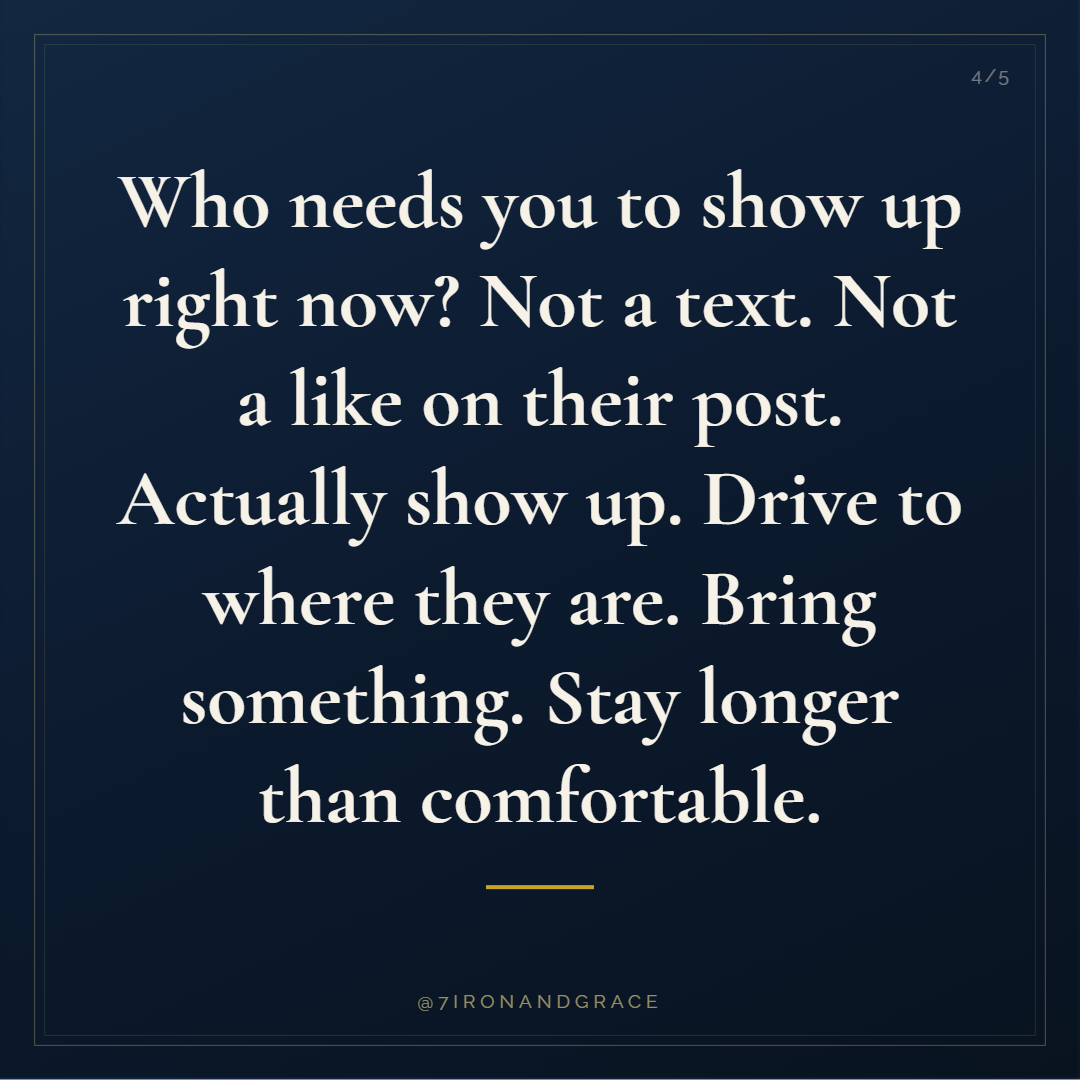 4/5
Who needs you to show up
right now? Not a text. Not
a like on their post.
Actually show up. Drive to
where they are. Bring
something. Stay longer
than comfortable.
@7IRONANDGRACE